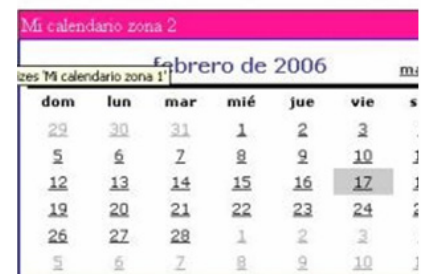 Mi calendario zona 2
febrero de 2006
izes 'Mi calendario zona 1'
dom lun mar mié jue vie
29 30 31 1 2 3
5 6 7 8 9 10
12 13 14 15 16 17
19 20 21 22 23 24
26 27 28 1 2 3
5 6 7 8 9 10